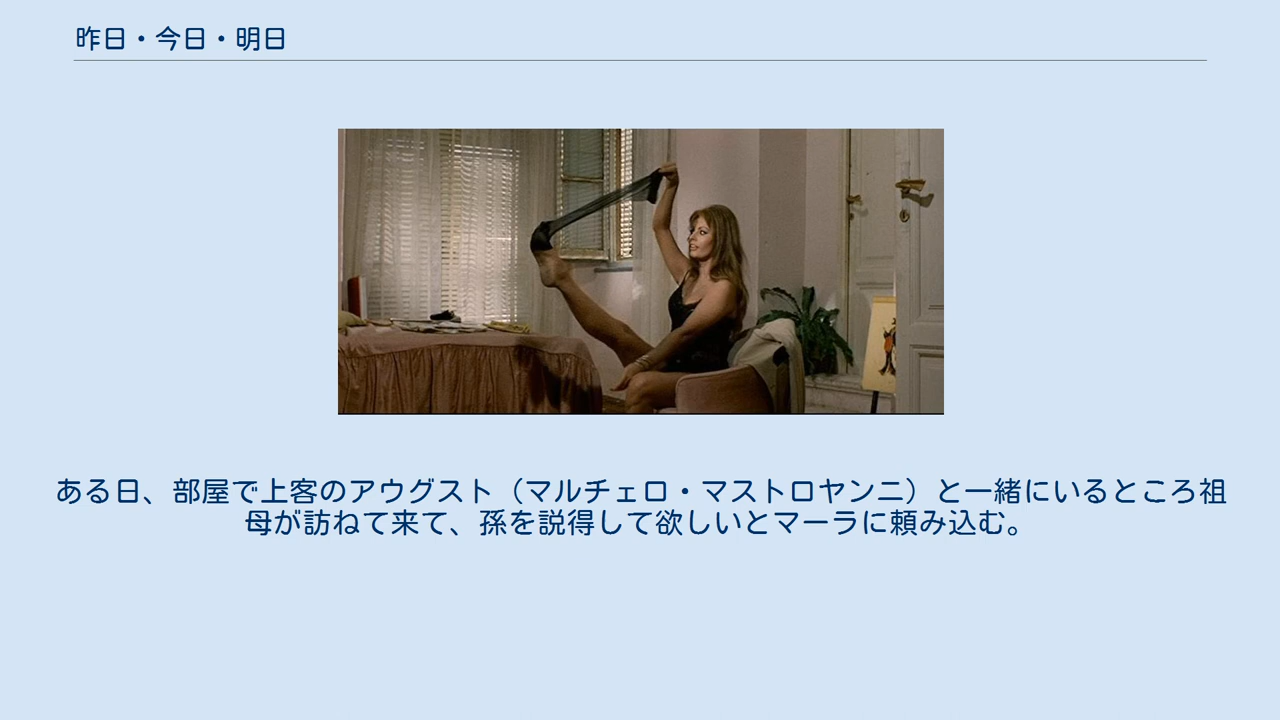 昨日・今日・明日
ある日、部屋で上客のアウグスト（マルチェロ・マストロヤンニ）と一緒にいるところ祖
母が訪ねて来て、孫を説得して欲しいとマーラに頼み込む。